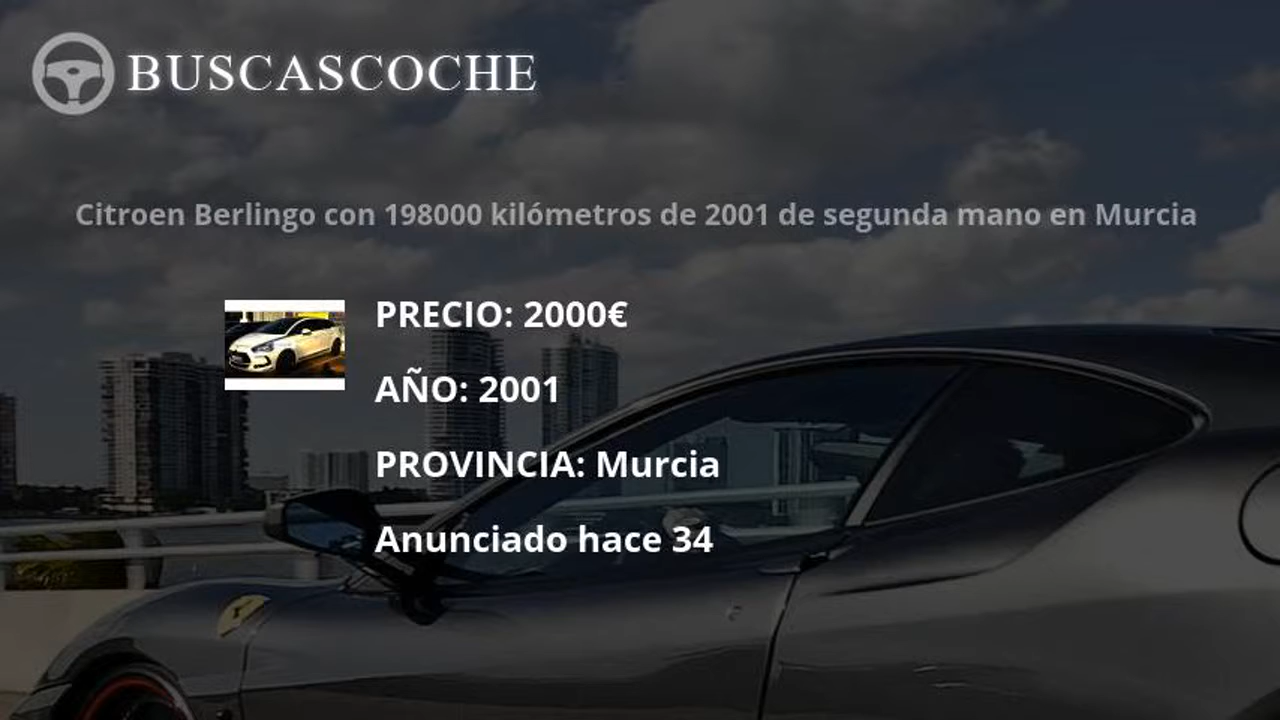 BUSCASCOCHE
Citroen Berlingo con 198000 kilómetros de 2001 de segunda mano en Murcia
PRECIO: 2000€
AÑO: 2001
PROVINCIA: Murcia
Anunciado hace 34